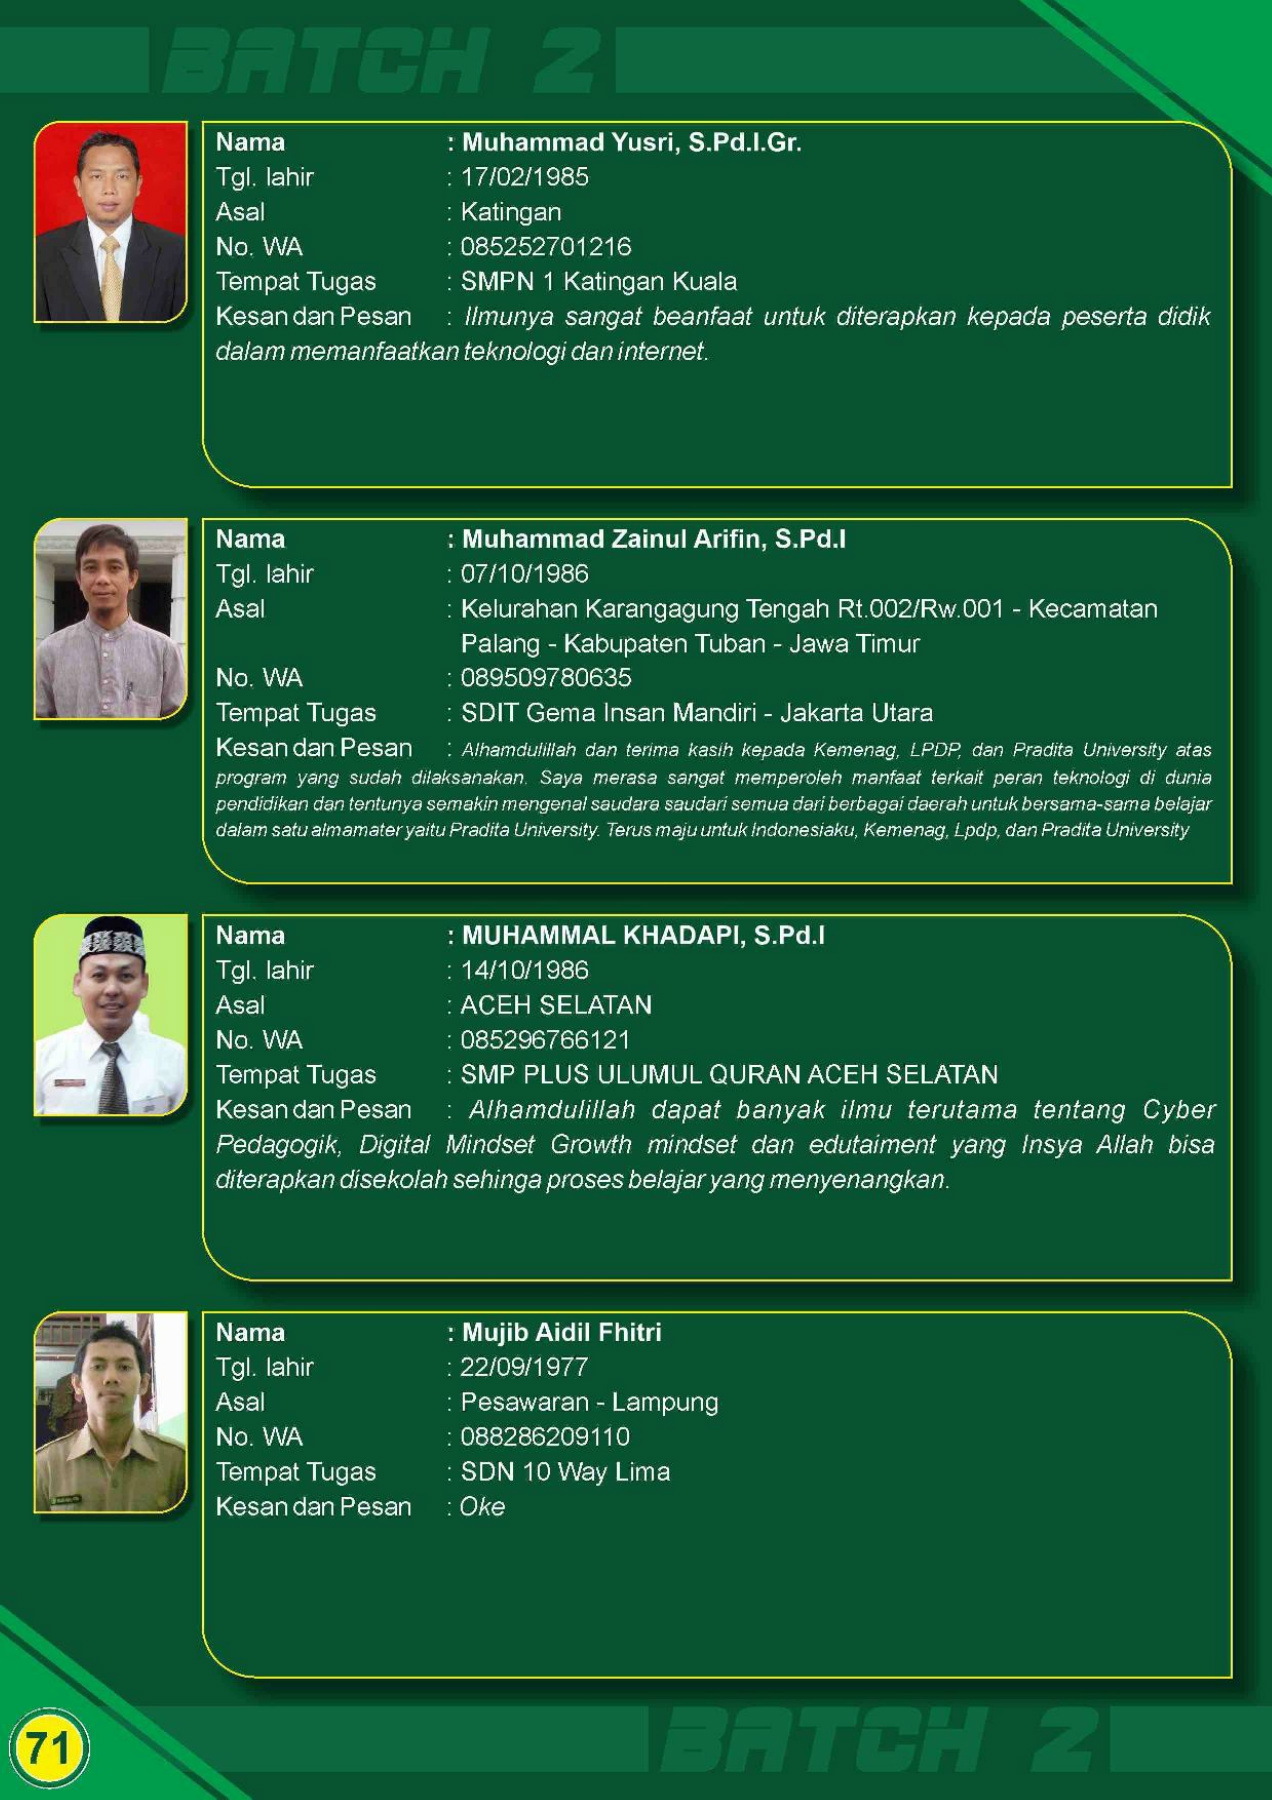 BATCH 2
Nama : Muhammad Yusri, S.Pd.I.Gr.
Tgl. lahir : 17/02/1985
Asal : Katingan
No. WA : 085252701216
Tempat Tugas : SMPN 1 Katingan Kuala
Kesan dan Pesan : Ilmunya sangat beanfaat untuk diterapkan kepada peserta didik
dalam memanfaatkan teknologi dan internet.
Nama : Muhammad Zainul Arifin, S.Pd.I
Tgl. lahir : 07/10/1986
Asal : Kelurahan Karangagung Tengah Rt.002/Rw.001 - Kecamatan
Palang - Kabupaten Tuban - Jawa Timur
No. WA : 089509780635
Tempat Tugas : SDIT Gema Insan Mandiri - Jakarta Utara
Kesan dan Pesan : Alhamdulillah dan terima kasih kepada Kemenag, LPDP, dan Pradita University atas
program yang sudah dilaksanakan. Saya merasa sangat memperoleh manfaat terkait peran teknologi di dunia
pendidikan dan tentunya semakin mengenal saudara saudari semua dari berbagai daerah untuk bersama-sama belajar
dalam satu almamater yaitu Pradita University. Terus maju untuk Indonesiaku, Kemenag, Lpdp, dan Pradita University
Nama : MUHAMMAL KHADAPI, S.Pd.I
Tgl. lahir : 14/10/1986
Asal : ACEH SELATAN
No. WA : 085296766121
Tempat Tugas : SMP PLUS ULUMUL QURAN ACEH SELATAN
Kesan dan Pesan : Alhamdulillah dapat banyak ilmu terutama tentang Cyber
Pedagogik, Digital Mindset Growth mindset dan edutaiment yang Insya Allah bisa
diterapkan disekolah sehinga proses belajar yang menyenangkan.
Nama : Mujib Aidil Fhitri
Tgl. lahir : 22/09/1977
Asal : Pesawaran - Lampung
No. WA : 088286209110
Tempat Tugas : SDN 10 Way Lima
Kesan dan Pesan : Oke
71
BATCH 2